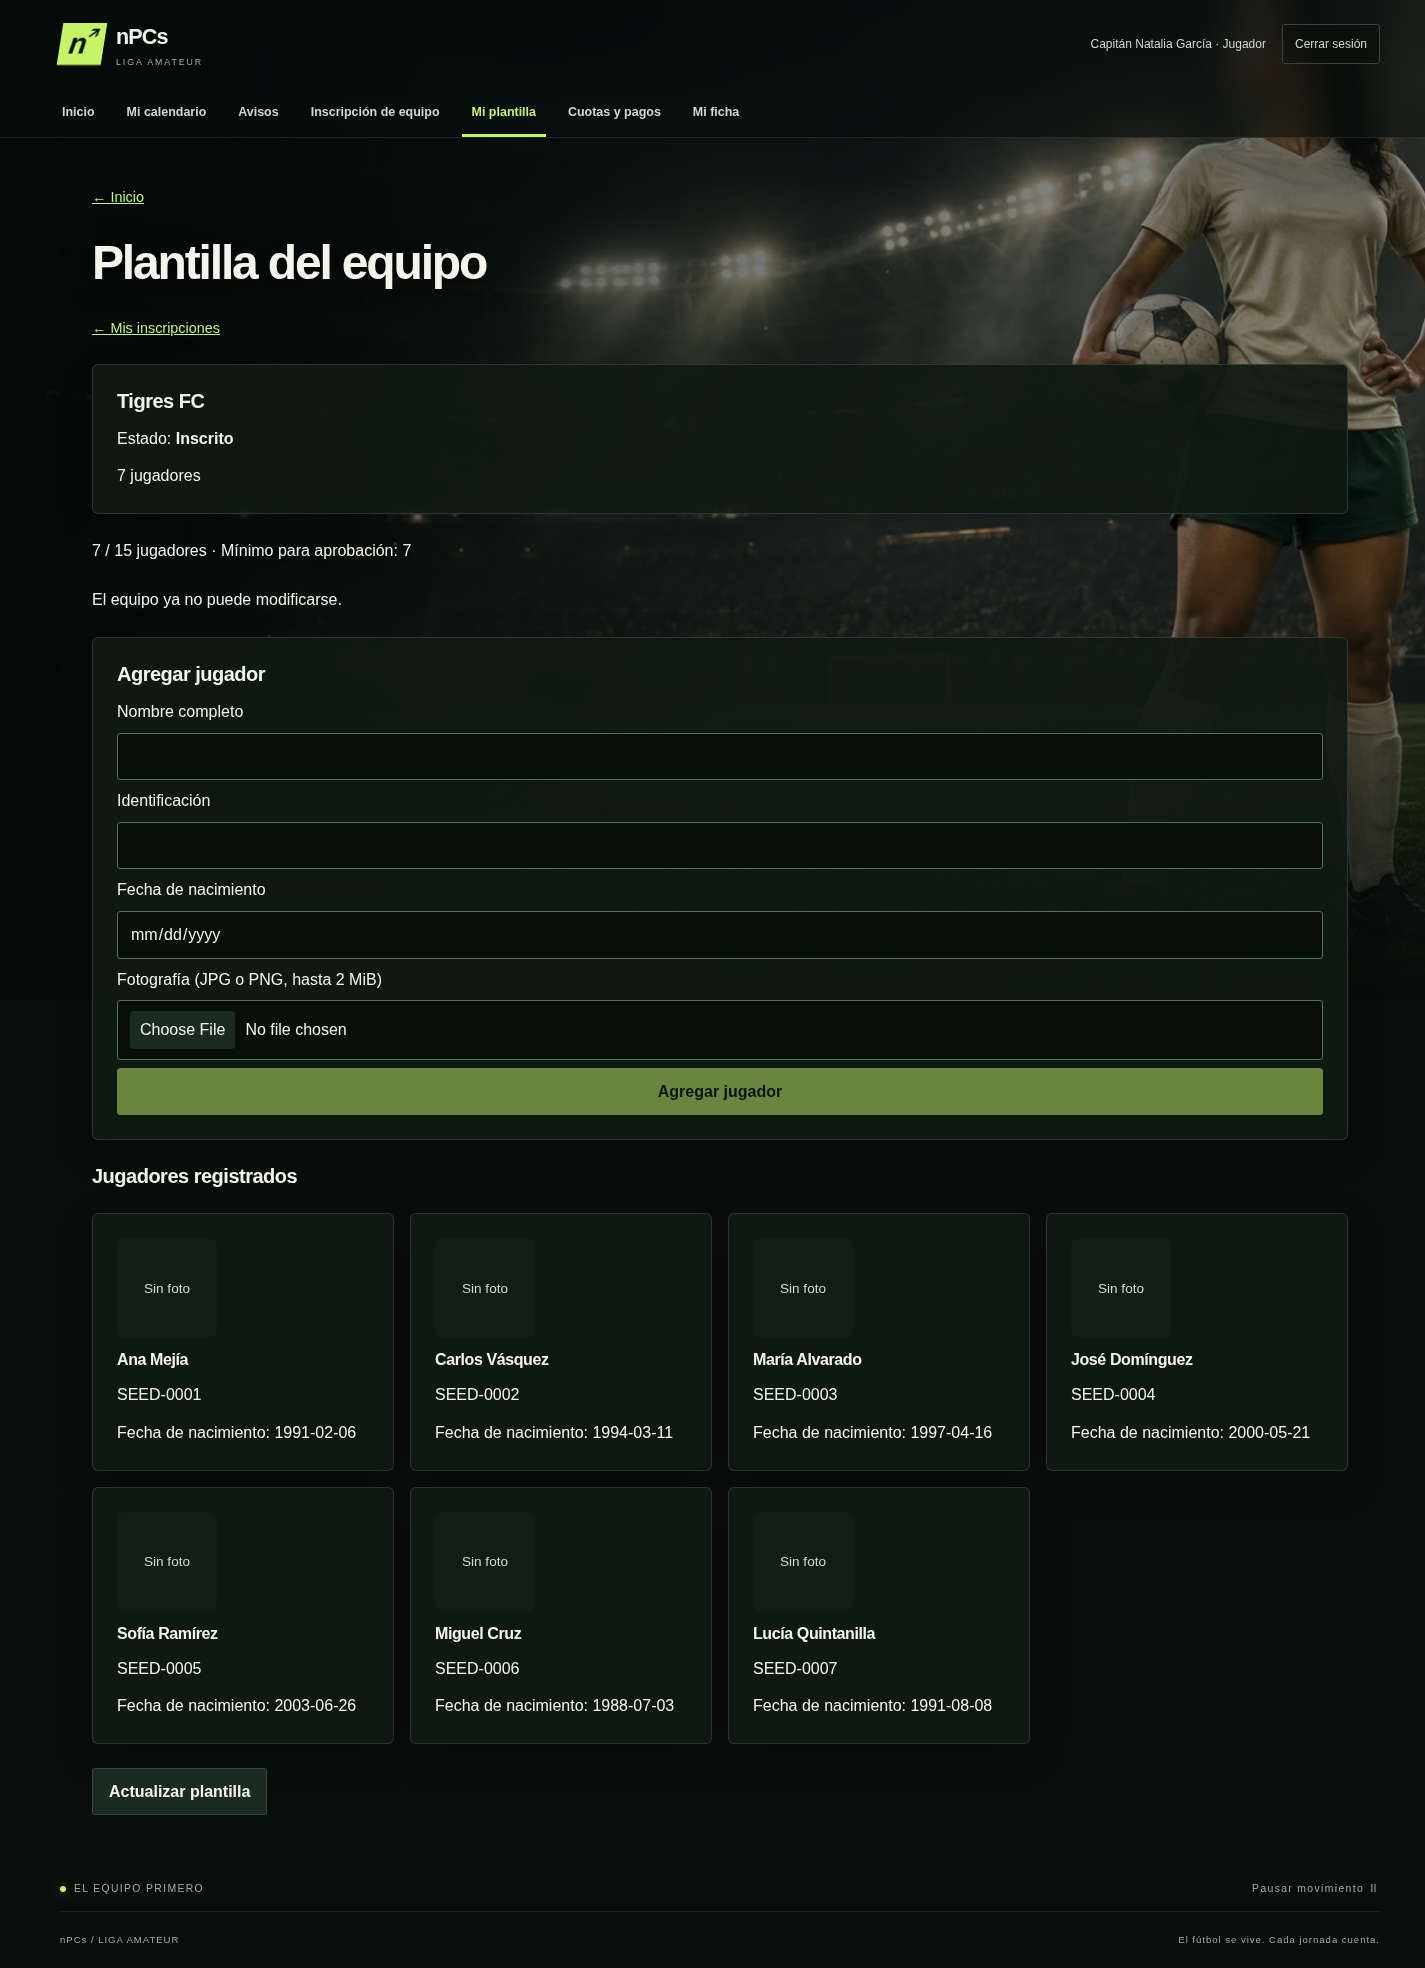 n
nPCs
LIGA AMATEUR
Capitán Natalia García · Jugador
Cerrar sesión
Inicio
Mi calendario
Avisos
Inscripción de equipo
Mi plantilla
Cuotas y pagos
Mi ficha
← Inicio
Plantilla del equipo
← Mis inscripciones
Tigres FC
Estado: Inscrito
7 jugadores
7 / 15 jugadores · Mínimo para aprobación: 7
El equipo ya no puede modificarse.
Agregar jugador
Nombre completo
Identificación
Fecha de nacimiento
mm/dd/yyyy
Fotografía (JPG o PNG, hasta 2 MiB)
Choose File No file chosen
Agregar jugador
Jugadores registrados
Sin foto
Ana Mejía
SEED-0001
Fecha de nacimiento: 1991-02-06
Sin foto
Carlos Vásquez
SEED-0002
Fecha de nacimiento: 1994-03-11
Sin foto
María Alvarado
SEED-0003
Fecha de nacimiento: 1997-04-16
Sin foto
José Domínguez
SEED-0004
Fecha de nacimiento: 2000-05-21
Sin foto
Sofía Ramírez
SEED-0005
Fecha de nacimiento: 2003-06-26
Sin foto
Miguel Cruz
SEED-0006
Fecha de nacimiento: 1988-07-03
Sin foto
Lucía Quintanilla
SEED-0007
Fecha de nacimiento: 1991-08-08
Actualizar plantilla
EL EQUIPO PRIMERO
Pausar movimiento
nPCs / LIGA AMATEUR
El fútbol se vive. Cada jornada cuenta.